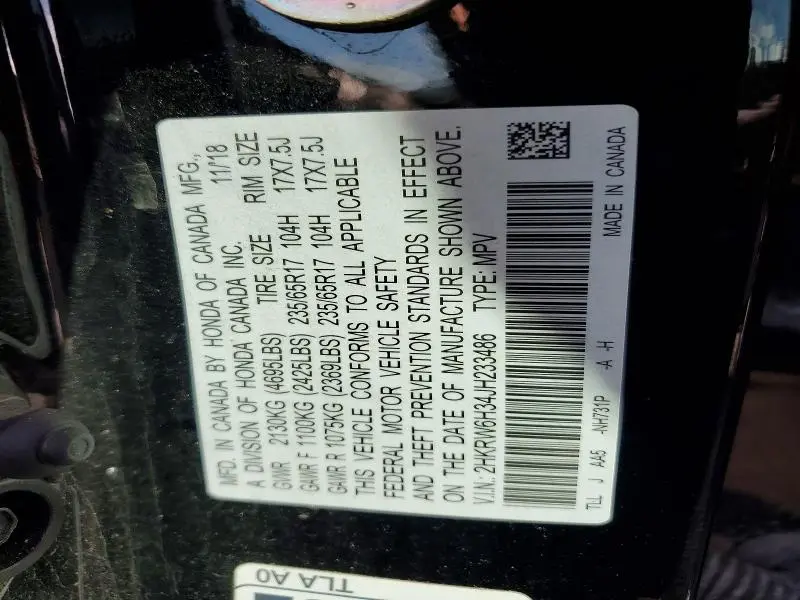 MFD. IN CANADA BY HONDA OF CANADA MFG.,
A DIVISION OF HONDA CANADA INC. 11/18
GVWR 2130KG (4695LBS) TIRE SIZE RIM SIZE
GAWR F 1100KG (2425LBS) 235/65R17 104H 17X7.5J
GAWR R 1075KG (2369LBS) 235/65R17 104H 17X7.5J
THIS VEHICLE CONFORMS TO ALL APPLICABLE
FEDERAL MOTOR VEHICLE SAFETY
AND THEFT PREVENTION STANDARDS IN EFFECT
ON THE DATE OF MANUFACTURE SHOWN ABOVE.
V.I.N.: 2HKRW6H34JH233486 TYPE: MPV
TLL J AA5 -NH731P -A -H MADE IN CANADA
TLA A0